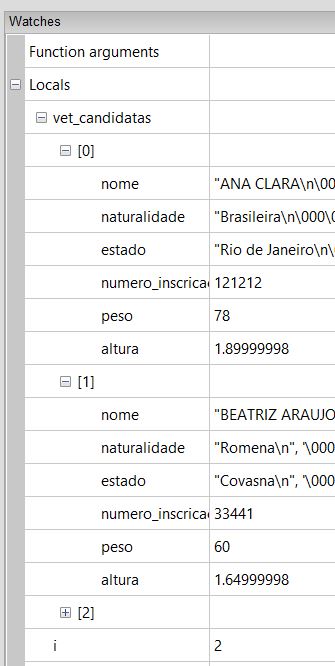 Watches
Function arguments
Locals
vet_candidatas
[0]
nome "ANA CLARA\n\000
naturalidade "Brasileira\n\000\0
estado "Rio de Janeiro\n\
numero_inscricao 121212
peso 78
altura 1.89999998
[1]
nome "BEATRIZ ARAUJO
naturalidade "Romena\n", '\000
estado "Covasna\n", '\000
numero_inscricao 33441
peso 60
altura 1.64999998
[2]
i 2